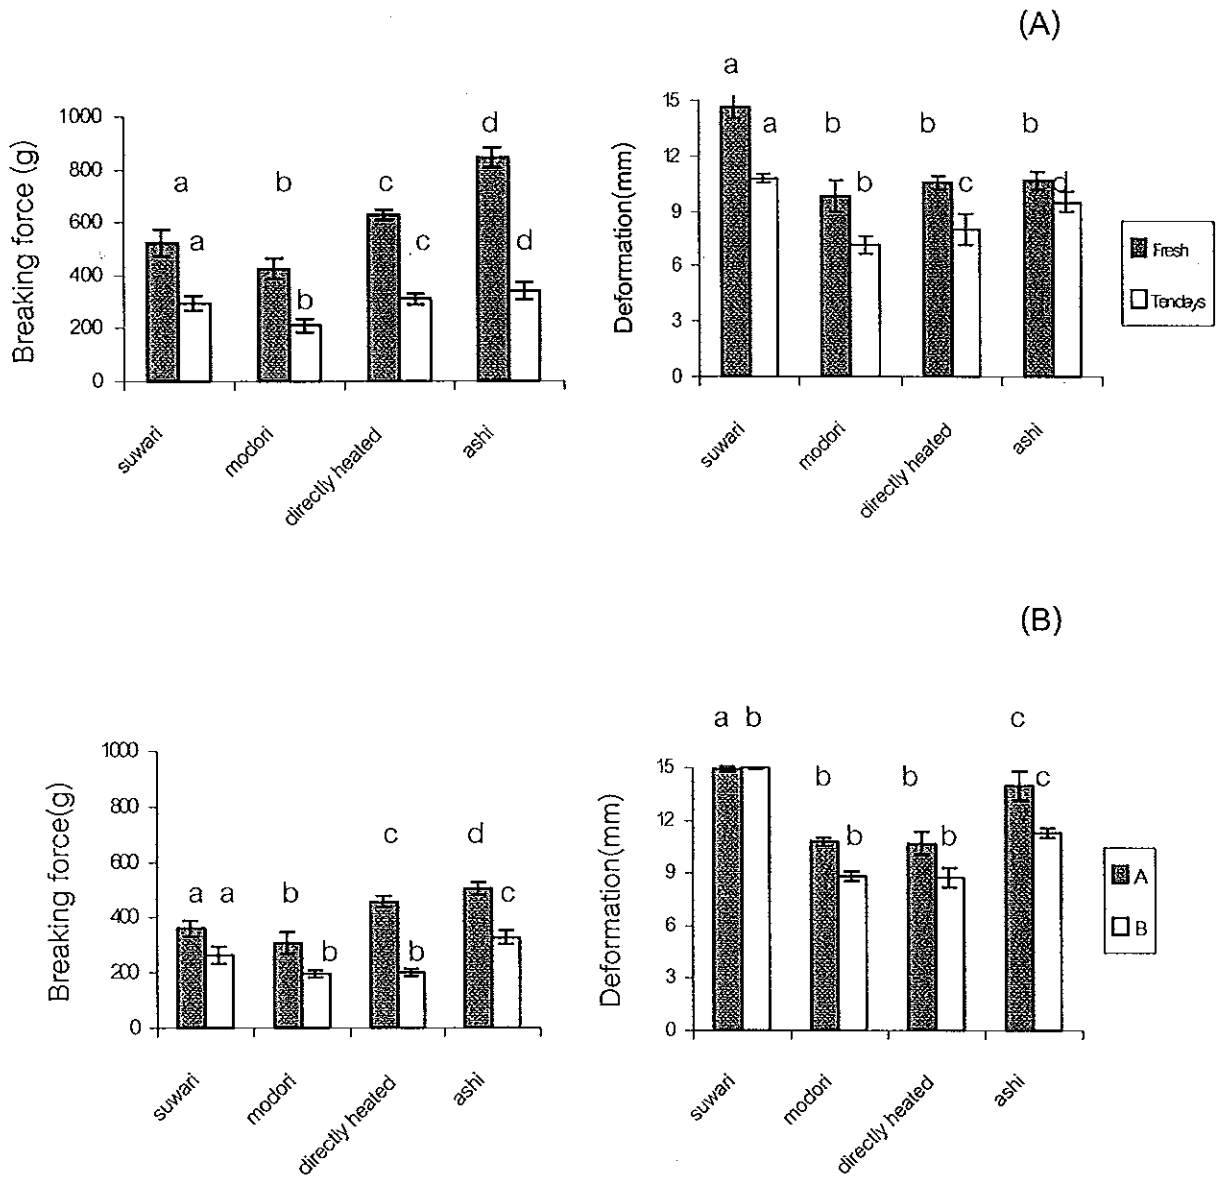 (A)
Breaking force (g)
1000
800
600
400
200
0
a
a
b
b
c
c
d
d
suwari
modori
directly heated
ashi
Deformation(mm)
15
12
9
6
3
0
a
a
b
b
b
c
b
d
suwari
modori
directly heated
ashi
Fresh
Tendays
(B)
Breaking force(g)
1000
800
600
400
200
0
a a
b
b
c
b
d
c
suwari
modori
directly heated
ashi
Deformation(mm)
15
12
9
6
3
0
a b
b
b
b
b
c
c
suwari
modori
directly heated
ashi
A
B